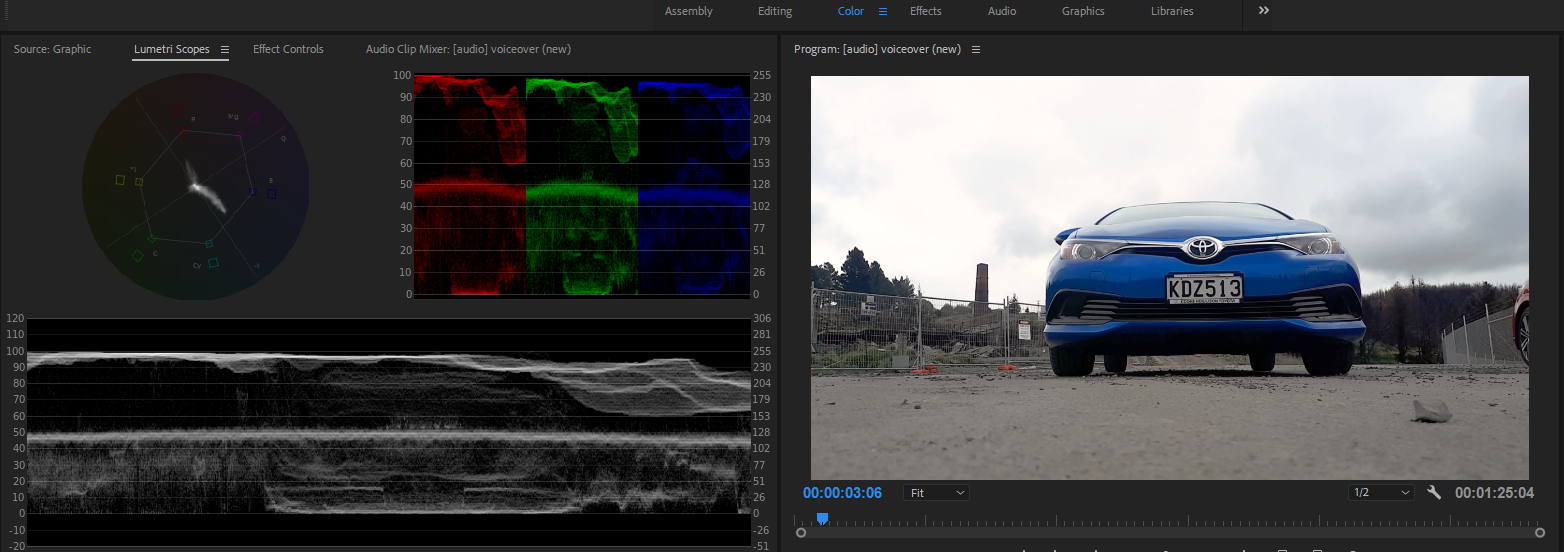 Assembly Editing Color Effects Audio Graphics Libraries
Source: Graphic Lumetri Scopes Effect Controls Audio Clip Mixer: [audio] voiceover (new) Program: [audio] voiceover (new)
R
Q
B
Cy
G
100 255
90 230
80 204
70 179
60 153
50 128
40 102
30 77
20 51
10 26
0 0
120 306
110 281
100 255
90 230
80 204
70 179
60 153
50 128
40 102
30 77
20 51
10 26
0 0
-10 -26
-20 -51
KDZ513
00:00:03:06 Fit 1/2 00:01:25:04